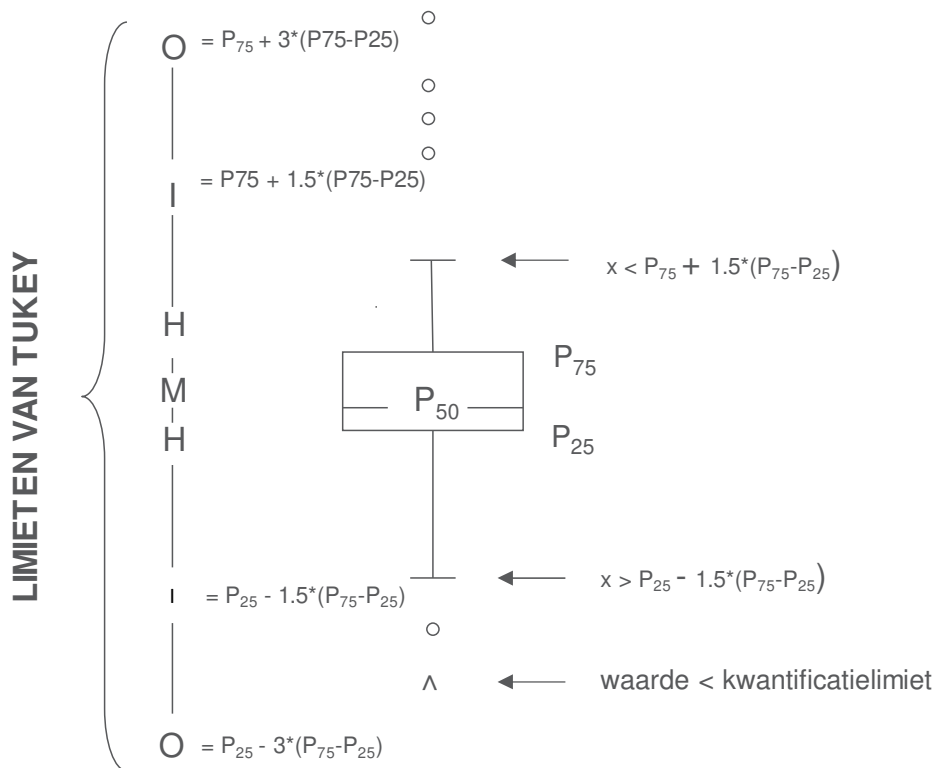 LIMIETEN VAN TUKEY
O = P75 + 3*(P75-P25)
I = P75 + 1.5*(P75-P25)
H
M
H
I = P25 - 1.5*(P75-P25)
O = P25 - 3*(P75-P25)
x < P75 + 1.5*(P75-P25)
P75
P50
P25
x > P25 - 1.5*(P75-P25)
^ waarde < kwantificatielimiet